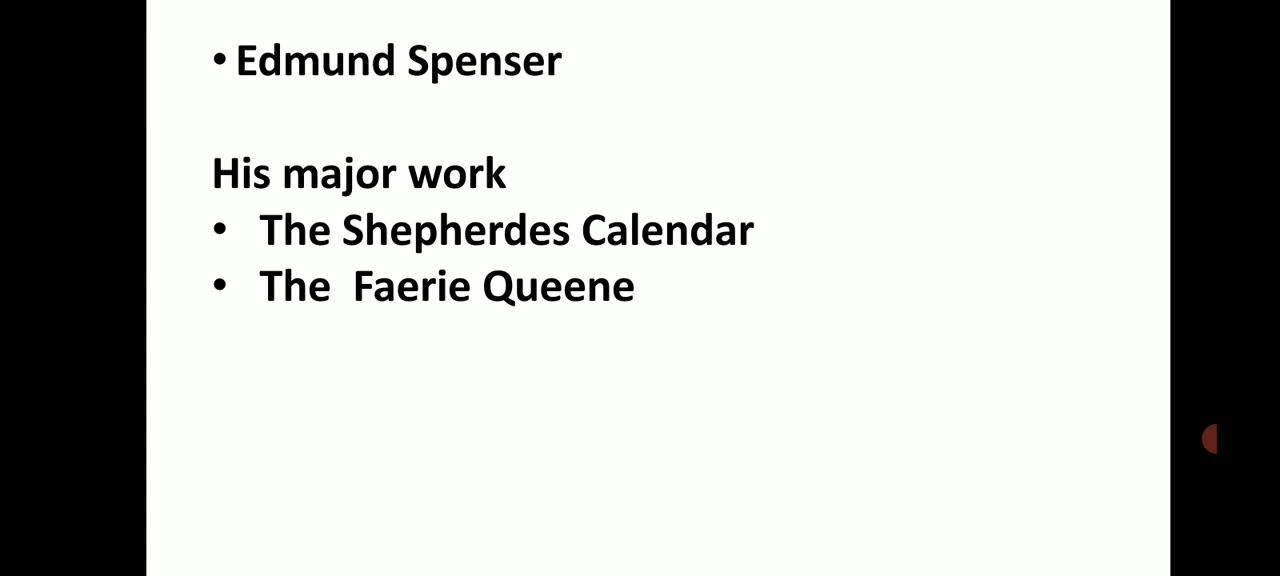 • Edmund Spenser
His major work
• The Shepherdes Calendar
• The Faerie Queene